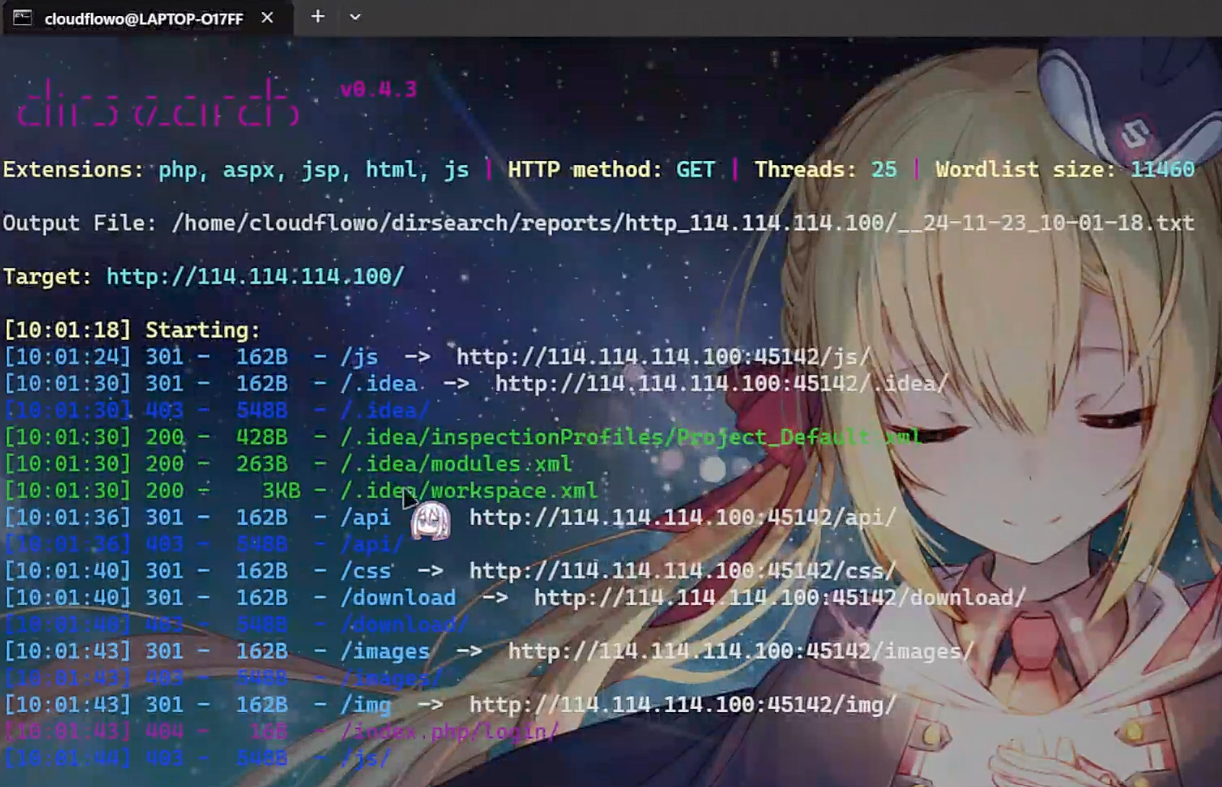 cloudflowo@LAPTOP-O17FF
dirsearch v0.4.3
Extensions: php, aspx, jsp, html, js | HTTP method: GET | Threads: 25 | Wordlist size: 11460
Output File: /home/cloudflowo/dirsearch/reports/http_114.114.114.100/__24-11-23_10-01-18.txt
Target: http://114.114.114.100/
[10:01:18] Starting:
[10:01:24] 301 - 162B - /js -> http://114.114.114.100:45142/js/
[10:01:30] 301 - 162B - /.idea -> http://114.114.114.100:45142/.idea/
[10:01:30] 403 - 548B - /.idea/
[10:01:30] 200 - 428B - /.idea/inspectionProfiles/Project_Default.xml
[10:01:30] 200 - 263B - /.idea/modules.xml
[10:01:30] 200 - 3KB - /.idea/workspace.xml
[10:01:36] 301 - 162B - /api http://114.114.114.100:45142/api/
[10:01:36] 403 - 548B - /api/
[10:01:40] 301 - 162B - /css -> http://114.114.114.100:45142/css/
[10:01:40] 301 - 162B - /download -> http://114.114.114.100:45142/download/
[10:01:40] 403 - 548B - /download/
[10:01:43] 301 - 162B - /images -> http://114.114.114.100:45142/images/
[10:01:43] 403 - 548B - /images/
[10:01:43] 301 - 162B - /img -> http://114.114.114.100:45142/img/
[10:01:43] 404 - 16B - /index.php/login/
[10:01:44] 403 - 548B - /js/